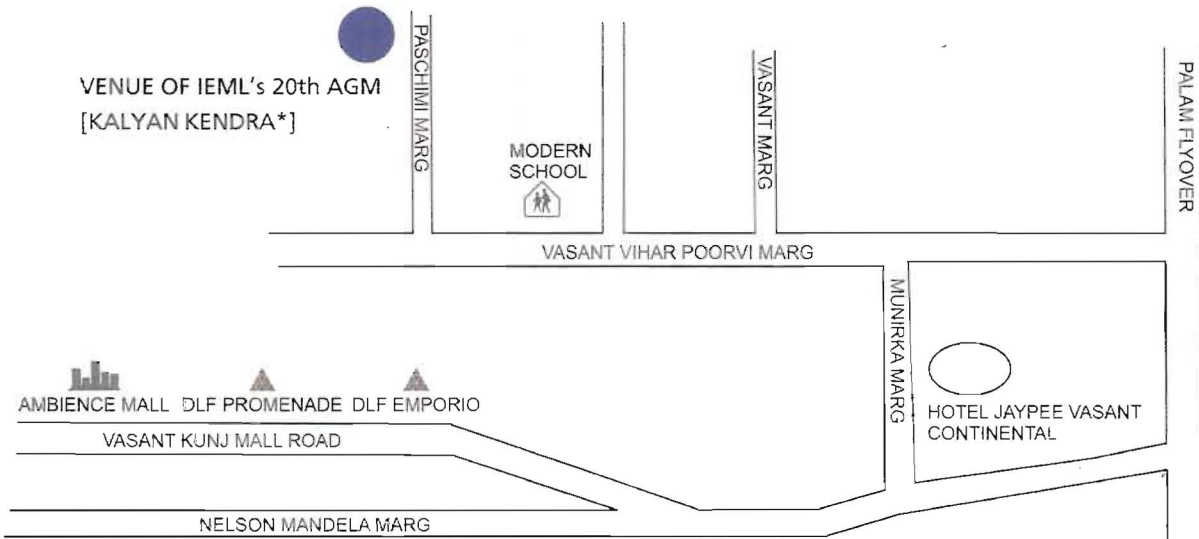 VENUE OF IEML's 20th AGM
[KALYAN KENDRA*]
PASCHIMI MARG
MODERN
SCHOOL
VASANT MARG
PALAM FLYOVER
VASANT VIHAR POORVI MARG
MUNIRKA MARG
AMBIENCE MALL
DLF PROMENADE
DLF EMPORIO
HOTEL JAYPEE VASANT
CONTINENTAL
VASANT KUNJ MALL ROAD
NELSON MANDELA MARG